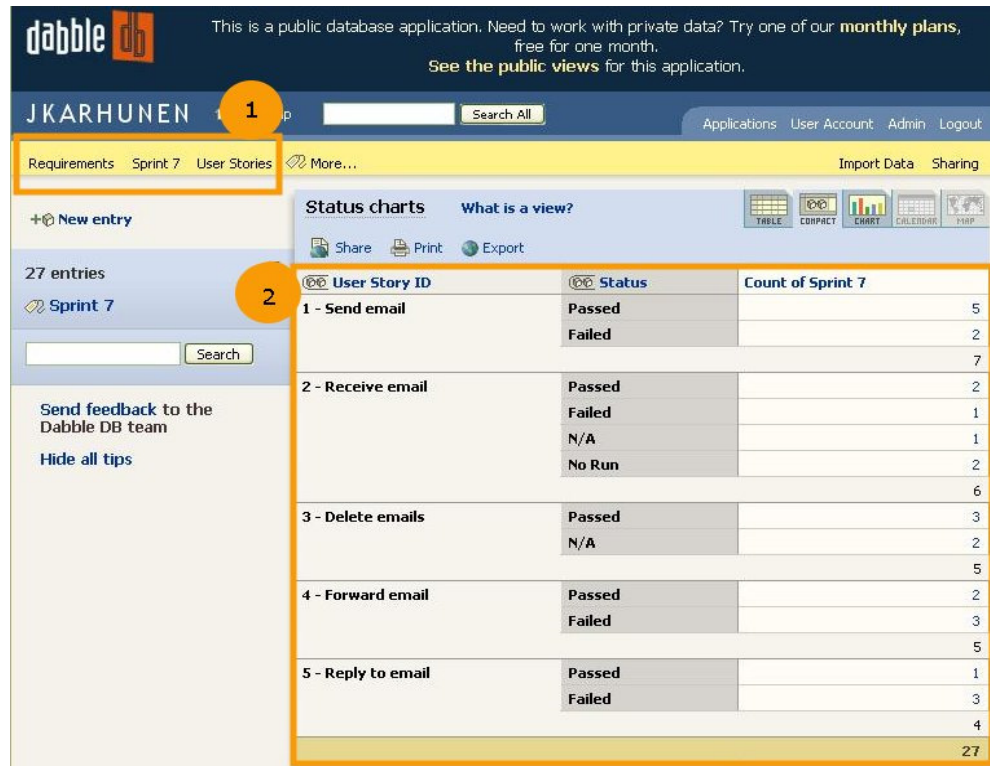 dabble db
This is a public database application. Need to work with private data? Try one of our monthly plans,
free for one month.
See the public views for this application.
JKARHUNEN
1
Search All
Applications User Account Admin Logout
Requirements Sprint 7 User Stories More...
Import Data Sharing
+ New entry
27 entries
Sprint 7
Search
Send feedback to the
Dabble DB team
Hide all tips
Status charts What is a view?
TABLE COMPACT CHART CALENDAR MAP
Share Print Export
2
User Story ID Status Count of Sprint 7
1 - Send email Passed 5
Failed 2
7
2 - Receive email Passed 2
Failed 1
N/A 1
No Run 2
6
3 - Delete emails Passed 3
N/A 2
5
4 - Forward email Passed 2
Failed 3
5
5 - Reply to email Passed 1
Failed 3
4
27